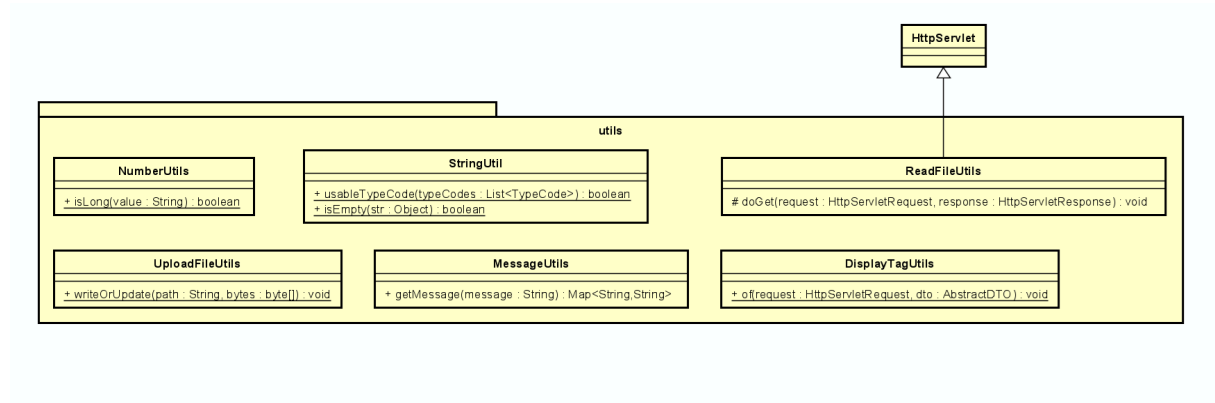 HttpServlet
utils
NumberUtils
+ isLong(value : String) : boolean
StringUtil
+ usableTypeCode(typeCodes : List<TypeCode>) : boolean
+ isEmpty(str : Object) : boolean
ReadFileUtils
# doGet(request : HttpServletRequest, response : HttpServletResponse) : void
UploadFileUtils
+ writeOrUpdate(path : String, bytes : byte[]) : void
MessageUtils
+ getMessage(message : String) : Map<String,String>
DisplayTagUtils
+ of(request : HttpServletRequest, dto : AbstractDTO) : void